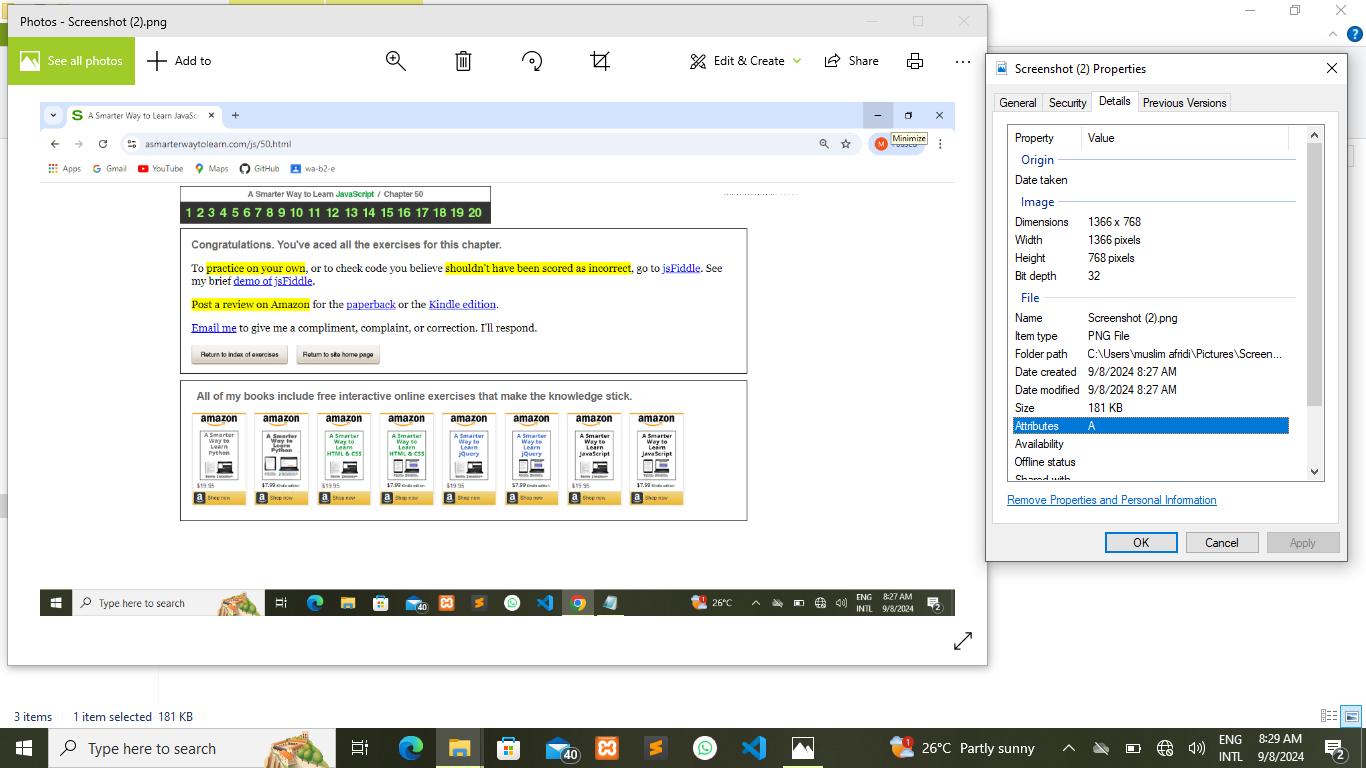 Photos - Screenshot (2).png
See all photos
Add to
Edit & Create
Share
A Smarter Way to Learn JavaSc
asmarterwaytolearn.com/js/50.html
Minimize
Apps
Gmail
YouTube
Maps
GitHub
wa-b2-e
A Smarter Way to Learn JavaScript / Chapter 50
1 2 3 4 5 6 7 8 9 10 11 12 13 14 15 16 17 18 19 20
Congratulations. You've aced all the exercises for this chapter.
To practice on your own, or to check code you believe shouldn't have been scored as incorrect, go to jsFiddle. See
my brief demo of jsFiddle.
Post a review on Amazon for the paperback or the Kindle edition.
Email me to give me a compliment, complaint, or correction. I'll respond.
Return to index of exercises
Return to site home page
All of my books include free interactive online exercises that make the knowledge stick.
amazon amazon amazon amazon amazon amazon amazon amazon
A Smarter Way to Learn Python
A Smarter Way to Learn Python
A Smarter Way to Learn HTML & CSS
A Smarter Way to Learn HTML & CSS
A Smarter Way to Learn jQuery
A Smarter Way to Learn jQuery
A Smarter Way to Learn JavaScript
A Smarter Way to Learn JavaScript
$19.95 $7.99 Kindle edition $19.95 $7.99 Kindle edition $19.95 $7.99 Kindle edition $19.95 $7.99 Kindle edition
Shop now Shop now Shop now Shop now Shop now Shop now Shop now Shop now
Type here to search
40
26°C
ENG
INTL
8:27 AM
9/8/2024
2
Screenshot (2) Properties
General Security Details Previous Versions
Property Value
Origin
Date taken
Image
Dimensions 1366 x 768
Width 1366 pixels
Height 768 pixels
Bit depth 32
File
Name Screenshot (2).png
Item type PNG File
Folder path C:\Users\muslim afridi\Pictures\Screen...
Date created 9/8/2024 8:27 AM
Date modified 9/8/2024 8:27 AM
Size 181 KB
Attributes A
Availability
Offline status
Shared with
Remove Properties and Personal Information
OK Cancel Apply
3 items 1 item selected 181 KB
Type here to search
40
26°C Partly sunny
ENG
INTL
8:29 AM
9/8/2024
2